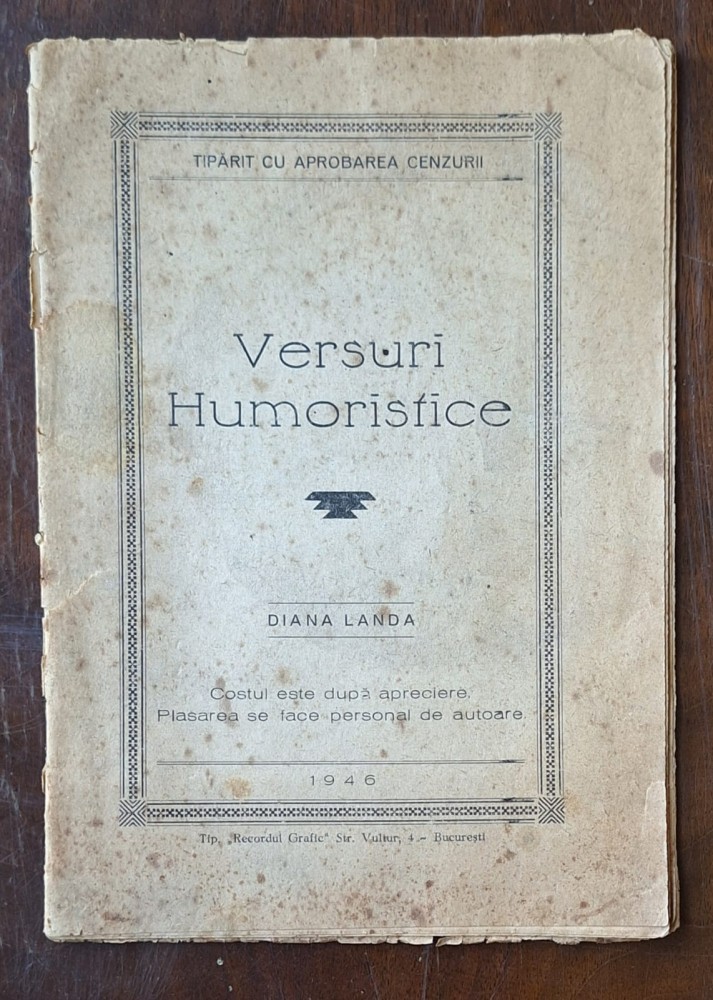 TIPĂRIT CU APROBAREA CENZURII
Versuri
Humoristice
DIANA LANDA
Costul este după apreciere.
Plasarea se face personal de autoare.
1946
Tip. „Recordul Grafic" Str. Vultur, 4 – București